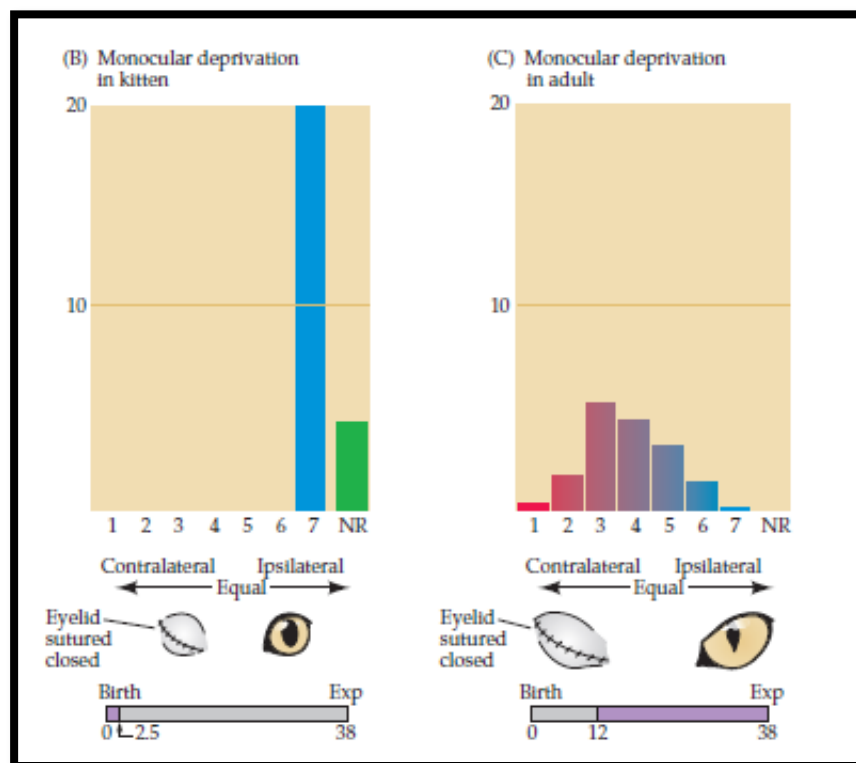 (B) Monocular deprivation
in kitten
20
10
1 2 3 4 5 6 7 NR
Contralateral Ipsilateral
Equal
Eyelid
sutured
closed
Birth Exp
0 2.5 38
(C) Monocular deprivation
in adult
20
10
1 2 3 4 5 6 7 NR
Contralateral Ipsilateral
Equal
Eyelid
sutured
closed
Birth Exp
0 12 38